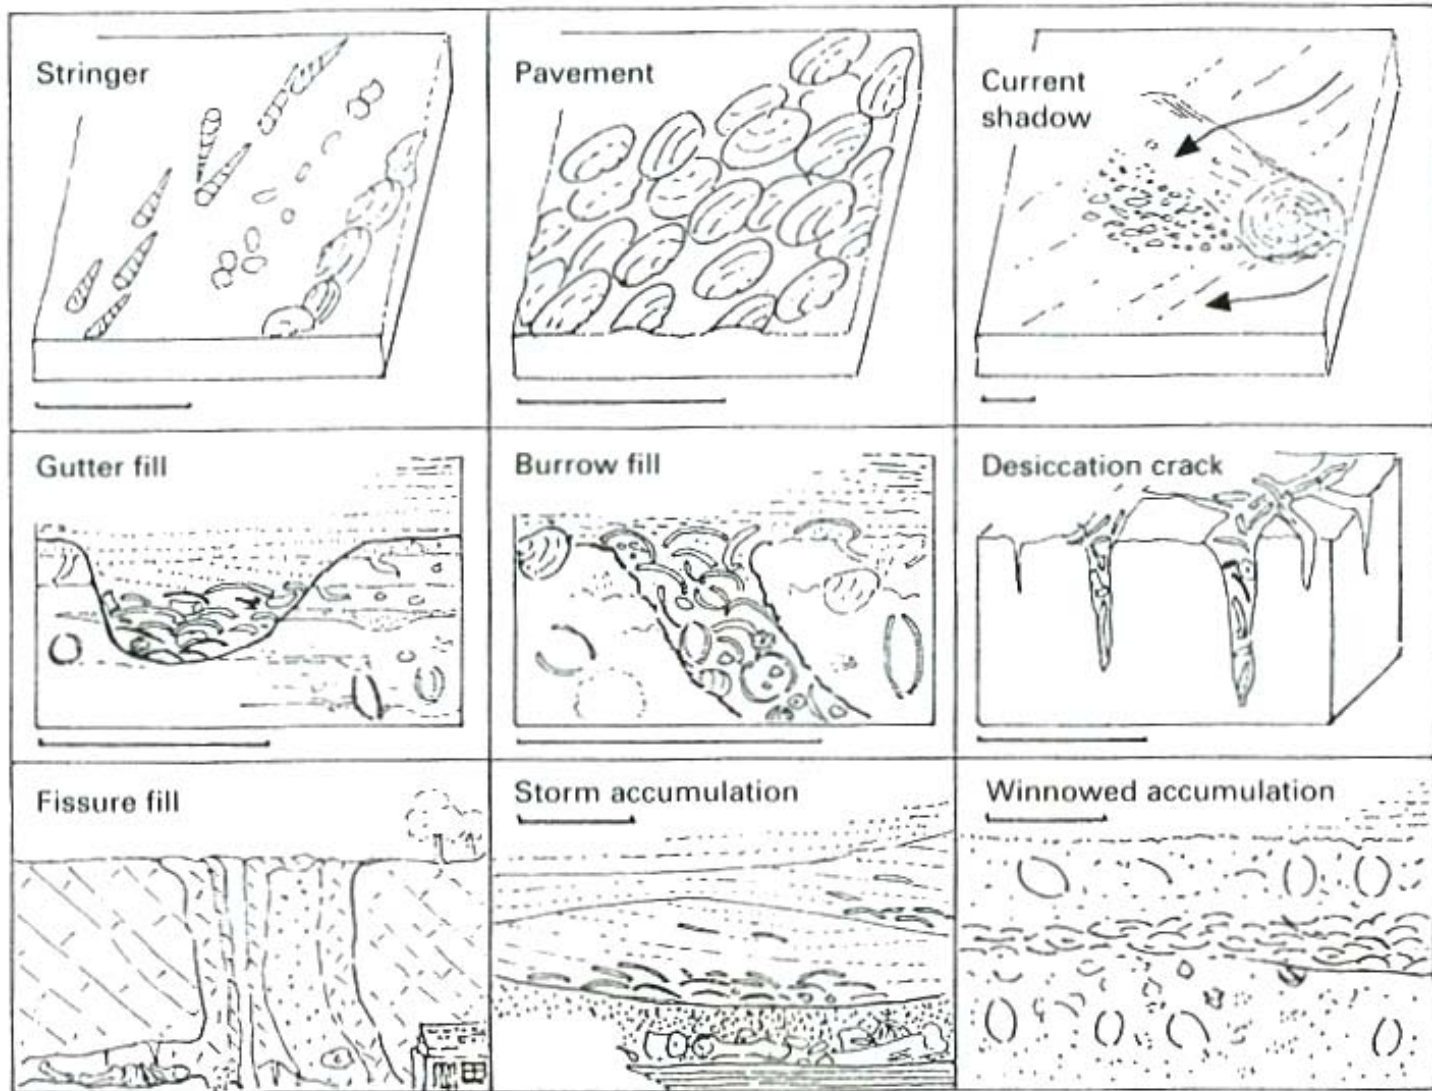 Stringer
Pavement
Current
shadow
Gutter fill
Burrow fill
Desiccation crack
Fissure fill
Storm accumulation
Winnowed accumulation